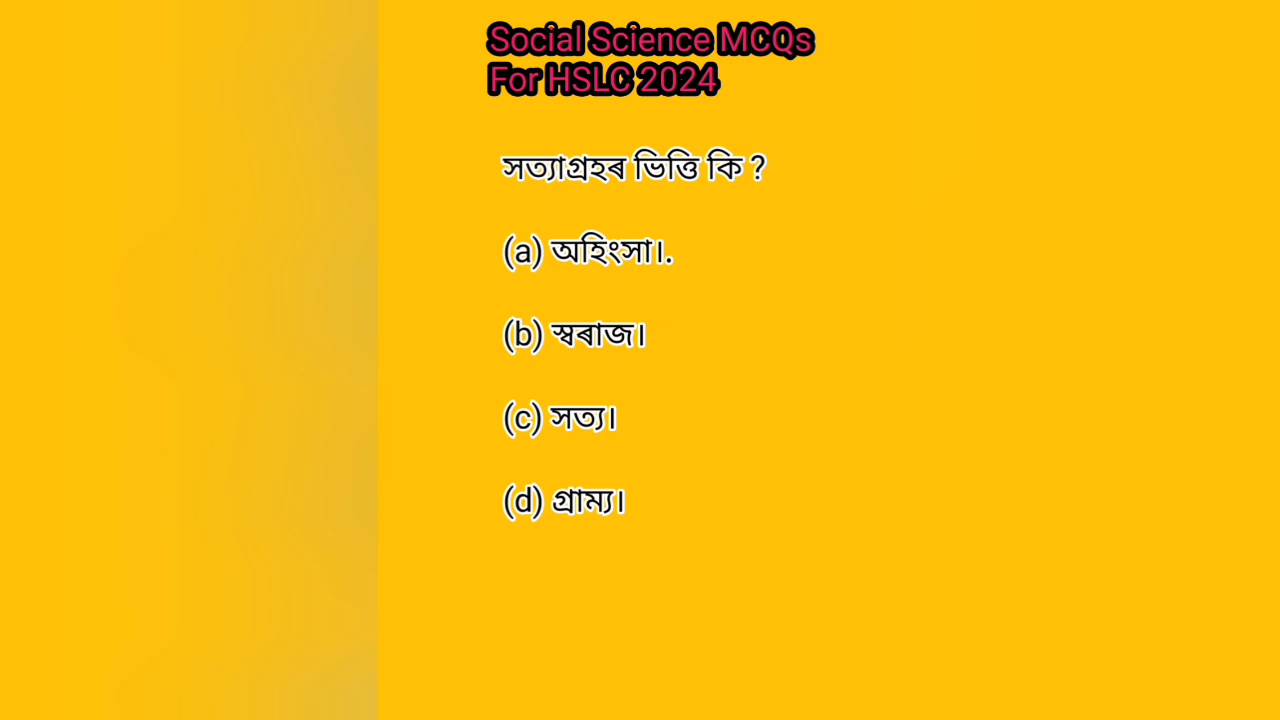 Social Science MCQs
For HSLC 2024
সত্যাগ্ৰহৰ ভিত্তি কি ?
(a) অহিংসা।.
(b) স্বৰাজ।
(c) সত্য।
(d) গ্ৰাম্য।